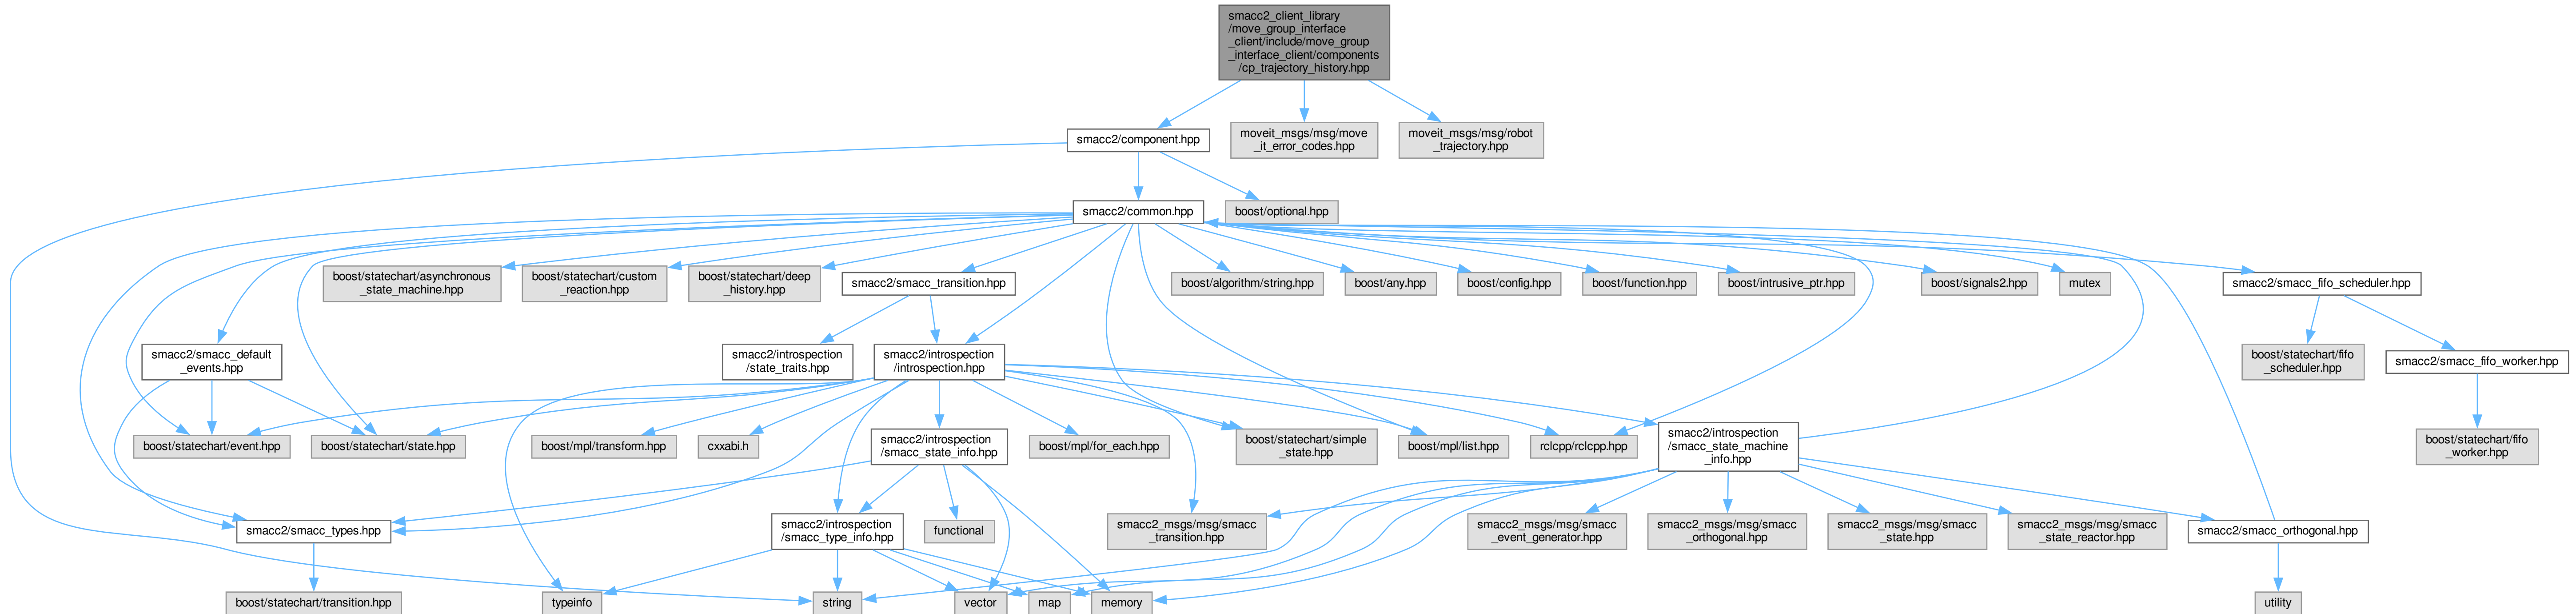 smacc2_client_library
/move_group_interface
_client/include/move_group
_interface_client/components
/cp_trajectory_history.hpp
smacc2/component.hpp
moveit_msgs/msg/move
_it_error_codes.hpp
moveit_msgs/msg/robot
_trajectory.hpp
smacc2/common.hpp
boost/optional.hpp
boost/statechart/asynchronous
_state_machine.hpp
boost/statechart/custom
_reaction.hpp
boost/statechart/deep
_history.hpp
smacc2/smacc_transition.hpp
boost/algorithm/string.hpp
boost/any.hpp
boost/config.hpp
boost/function.hpp
boost/intrusive_ptr.hpp
boost/signals2.hpp
mutex
smacc2/smacc_fifo_scheduler.hpp
smacc2/smacc_default
_events.hpp
smacc2/introspection
/state_traits.hpp
smacc2/introspection
/introspection.hpp
boost/statechart/fifo
_scheduler.hpp
smacc2/smacc_fifo_worker.hpp
boost/statechart/event.hpp
boost/statechart/state.hpp
boost/mpl/transform.hpp
cxxabi.h
smacc2/introspection
/smacc_state_info.hpp
boost/mpl/for_each.hpp
boost/statechart/simple
_state.hpp
boost/mpl/list.hpp
rclcpp/rclcpp.hpp
smacc2/introspection
/smacc_state_machine
_info.hpp
boost/statechart/fifo
_worker.hpp
smacc2/smacc_types.hpp
smacc2/introspection
/smacc_type_info.hpp
functional
smacc2_msgs/msg/smacc
_transition.hpp
smacc2_msgs/msg/smacc
_event_generator.hpp
smacc2_msgs/msg/smacc
_orthogonal.hpp
smacc2_msgs/msg/smacc
_state.hpp
smacc2_msgs/msg/smacc
_state_reactor.hpp
smacc2/smacc_orthogonal.hpp
boost/statechart/transition.hpp
typeinfo
string
vector
map
memory
utility